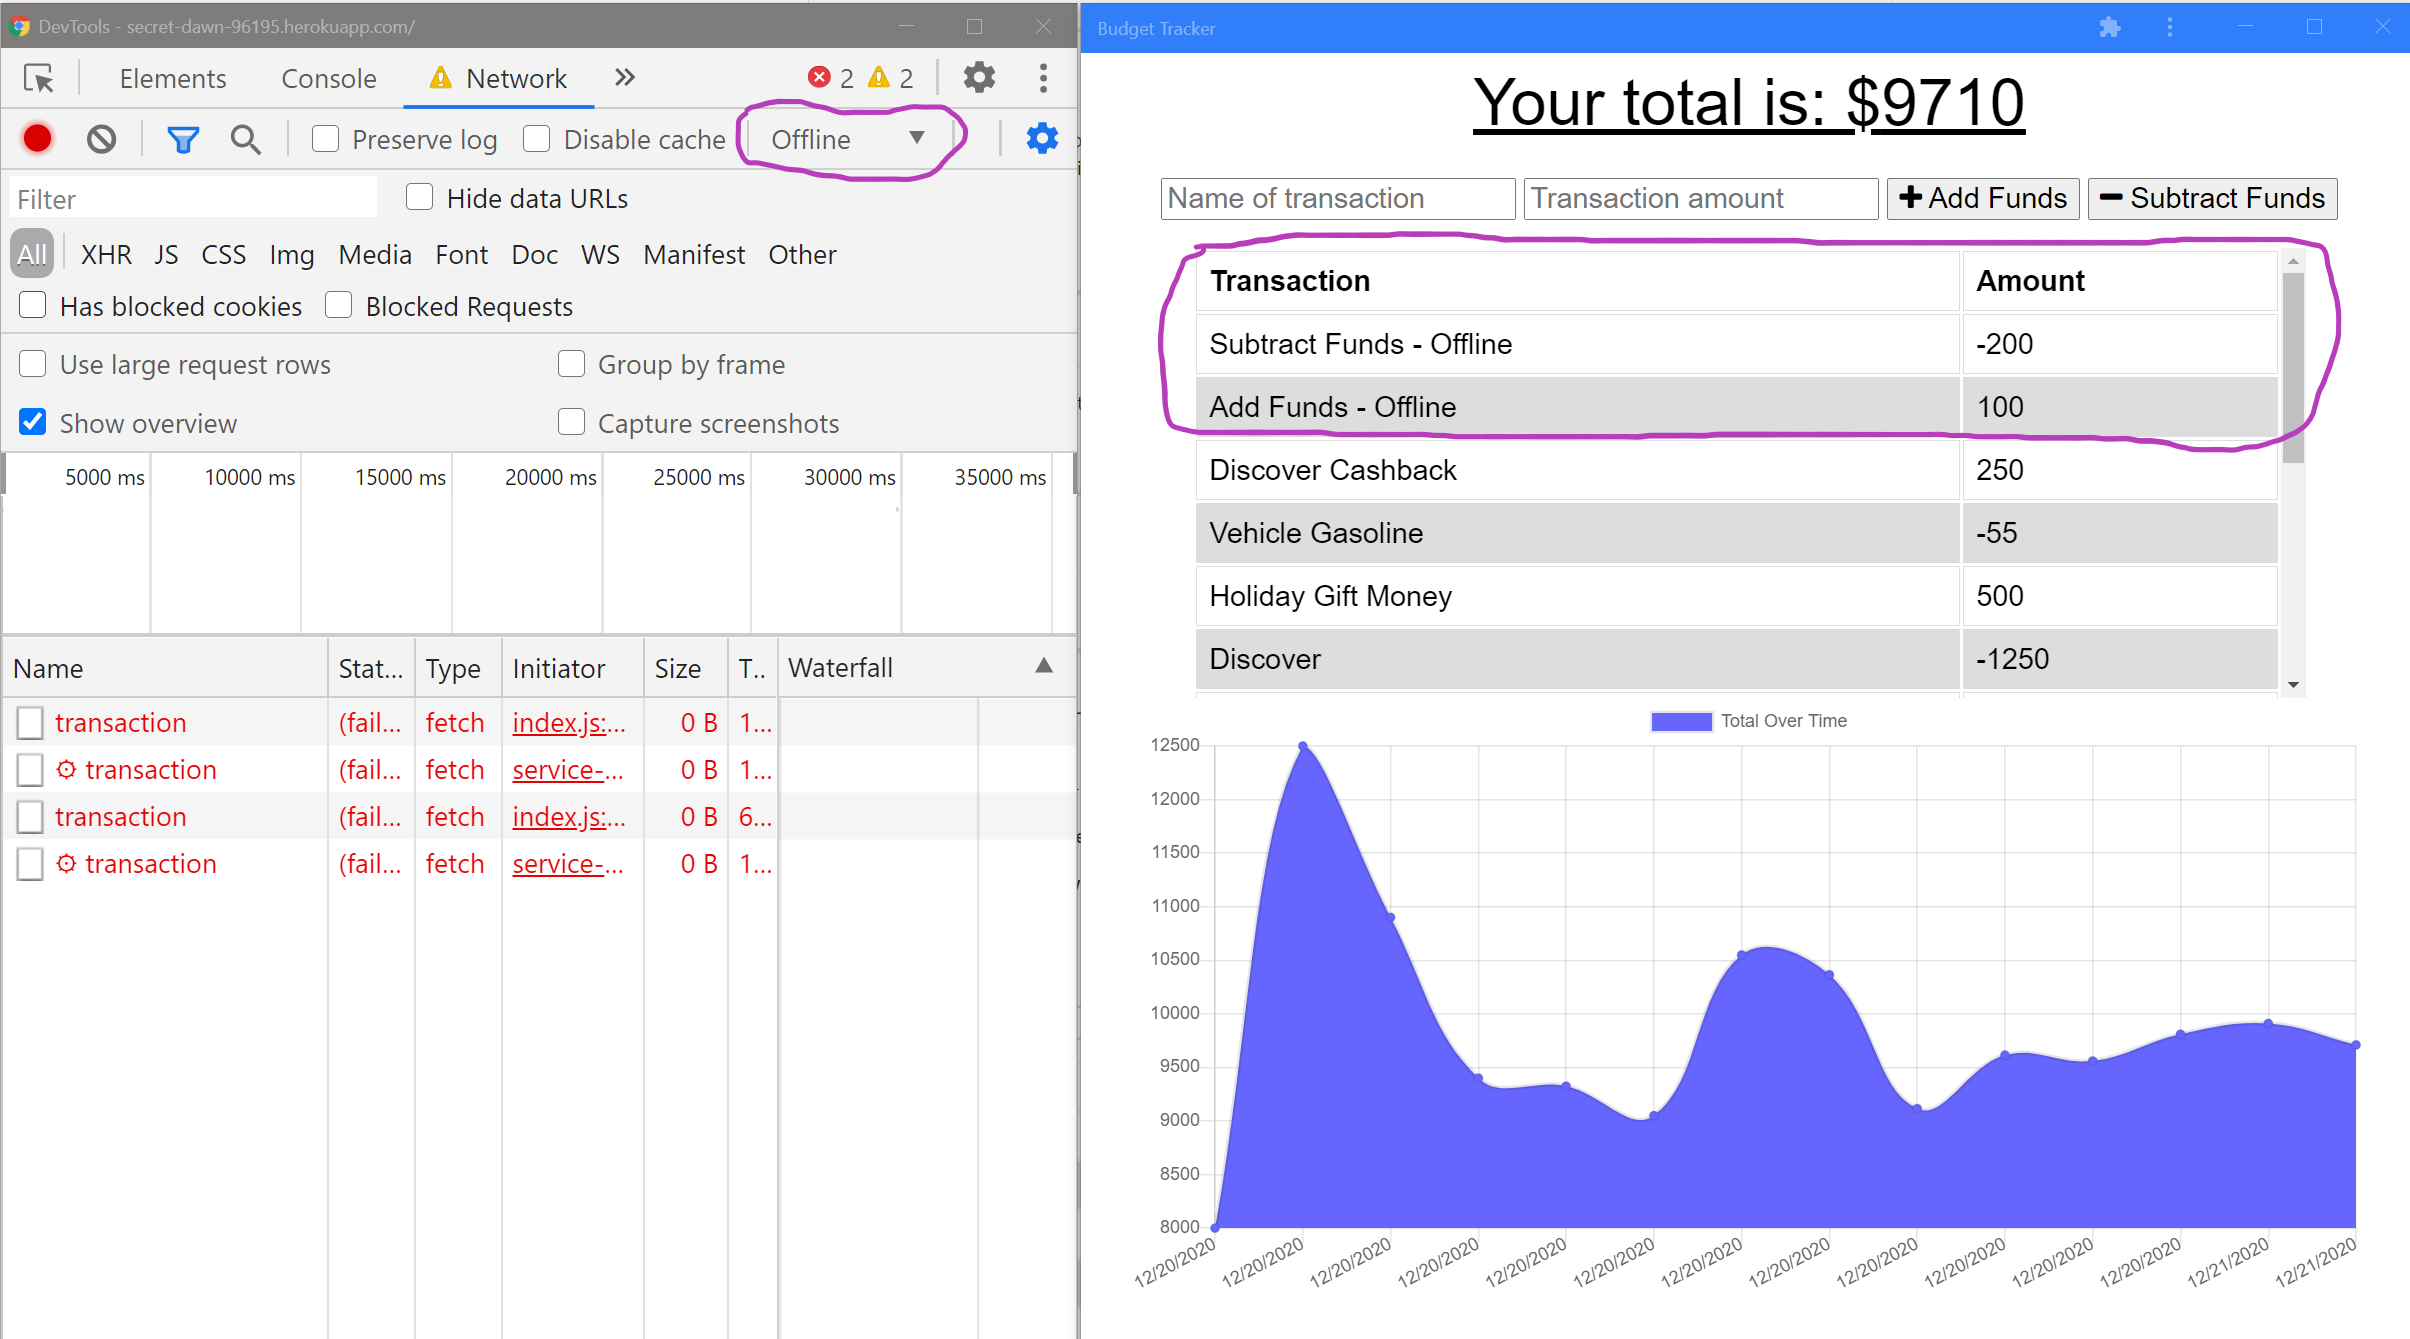 DevTools - secret-dawn-96195.herokuapp.com/
Elements Console Network 2 2
Preserve log Disable cache Offline
Filter Hide data URLs
All XHR JS CSS Img Media Font Doc WS Manifest Other
Has blocked cookies Blocked Requests
Use large request rows Group by frame
Show overview Capture screenshots
5000 ms 10000 ms 15000 ms 20000 ms 25000 ms 30000 ms 35000 ms
Name Stat... Type Initiator Size T.. Waterfall
transaction (fail... fetch index.js:... 0 B 1...
transaction (fail... fetch service-... 0 B 1...
transaction (fail... fetch index.js:... 0 B 6...
transaction (fail... fetch service-... 0 B 1...
Budget Tracker
Your total is: $9710
Name of transaction Transaction amount Add Funds Subtract Funds
Transaction Amount
Subtract Funds - Offline -200
Add Funds - Offline 100
Discover Cashback 250
Vehicle Gasoline -55
Holiday Gift Money 500
Discover -1250
Total Over Time
12500
12000
11500
11000
10500
10000
9500
9000
8500
8000
12/20/2020 12/20/2020 12/20/2020 12/20/2020 12/20/2020 12/20/2020 12/20/2020 12/20/2020 12/20/2020 12/20/2020 12/20/2020 12/20/2020 12/21/2020 12/21/2020